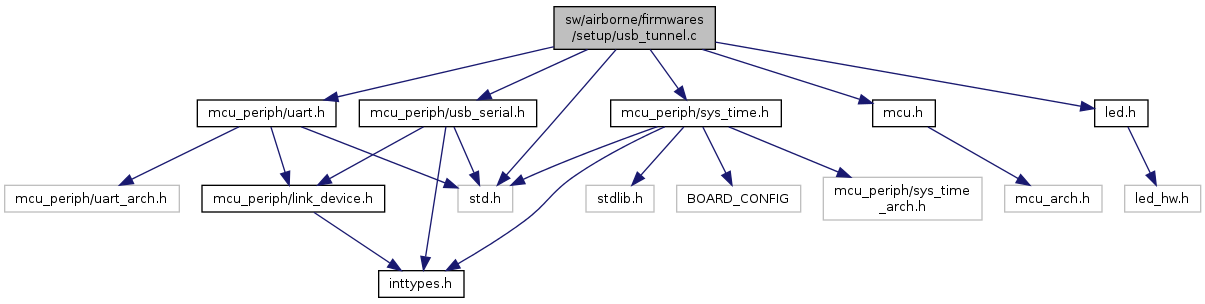 sw/airborne/firmwares
/setup/usb_tunnel.c
mcu_periph/uart.h
mcu_periph/usb_serial.h
mcu_periph/sys_time.h
mcu.h
led.h
mcu_periph/uart_arch.h
mcu_periph/link_device.h
std.h
stdlib.h
BOARD_CONFIG
mcu_periph/sys_time
_arch.h
mcu_arch.h
led_hw.h
inttypes.h